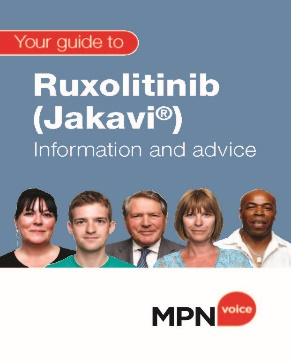 Your guide to
Ruxolitinib
(Jakavi®)
Information and advice
MPN voice